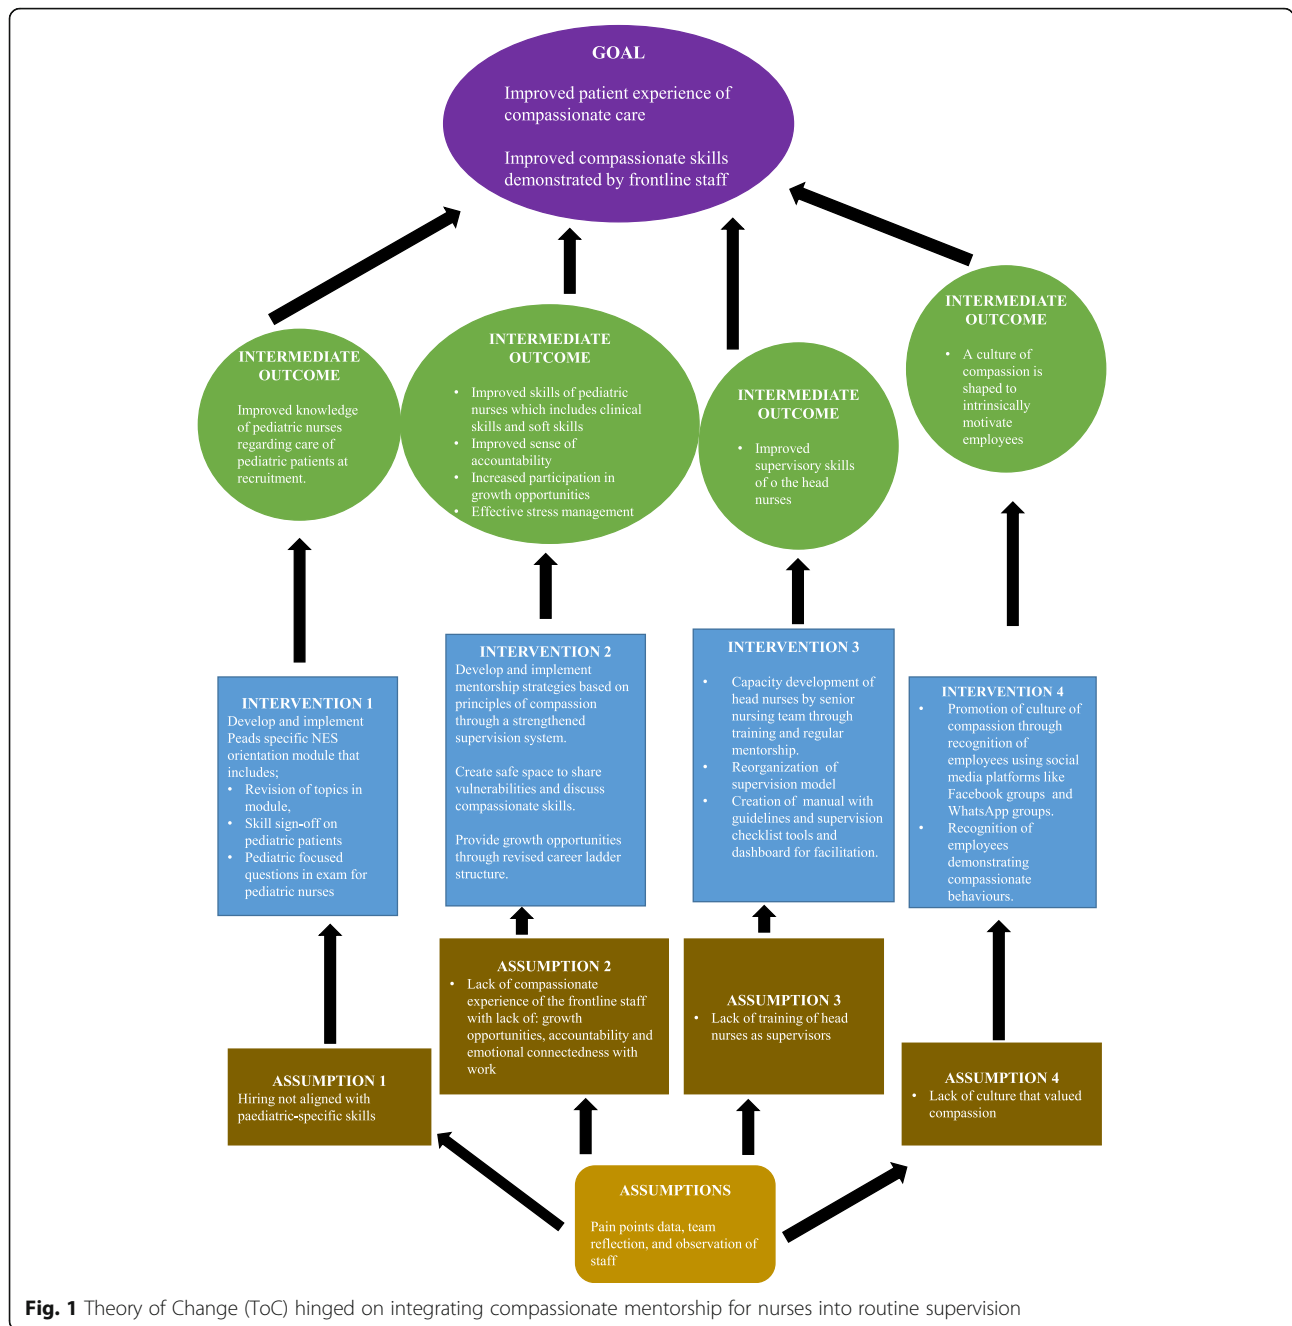 GOAL
Improved patient experience of
compassionate care
Improved compassionate skills
demonstrated by frontline staff
INTERMEDIATE
OUTCOME
Improved knowledge
of pediatric nurses
regarding care of
pediatric patients at
recruitment.
INTERMEDIATE
OUTCOME
• Improved skills of pediatric
nurses which includes clinical
skills and soft skills
• Improved sense of
accountability
• Increased participation in
growth opportunities
• Effective stress management
INTERMEDIATE
OUTCOME
• Improved
supervisory skills
of o the head
nurses
INTERMEDIATE
OUTCOME
• A culture of
compassion is
shaped to
intrinsically
motivate
employees
INTERVENTION 1
Develop and implement
Peads specific NES
orientation module that
includes;
• Revision of topics in
module,
• Skill sign-off on
pediatric patients
• Pediatric focused
questions in exam for
pediatric nurses
INTERVENTION 2
Develop and implement
mentorship strategies based on
principles of compassion
through a strengthened
supervision system.
Create safe space to share
vulnerabilities and discuss
compassionate skills.
Provide growth opportunities
through revised career ladder
structure.
INTERVENTION 3
• Capacity development of
head nurses by senior
nursing team through
training and regular
mentorship.
• Reorganization of
supervision model
• Creation of manual with
guidelines and supervision
checklist tools and
dashboard for facilitation.
INTERVENTION 4
• Promotion of culture of
compassion through
recognition of
employees using social
media platforms like
Facebook groups and
WhatsApp groups.
• Recognition of
employees
demonstrating
compassionate
behaviours.
ASSUMPTION 1
Hiring not aligned with
paediatric-specific skills
ASSUMPTION 2
• Lack of compassionate
experience of the frontline staff
with lack of: growth
opportunities, accountability and
emotional connectedness with
work
ASSUMPTION 3
• Lack of training of head
nurses as supervisors
ASSUMPTION 4
• Lack of culture that valued
compassion
ASSUMPTIONS
Pain points data, team
reflection, and observation of
staff
Fig. 1 Theory of Change (ToC) hinged on integrating compassionate mentorship for nurses into routine supervision